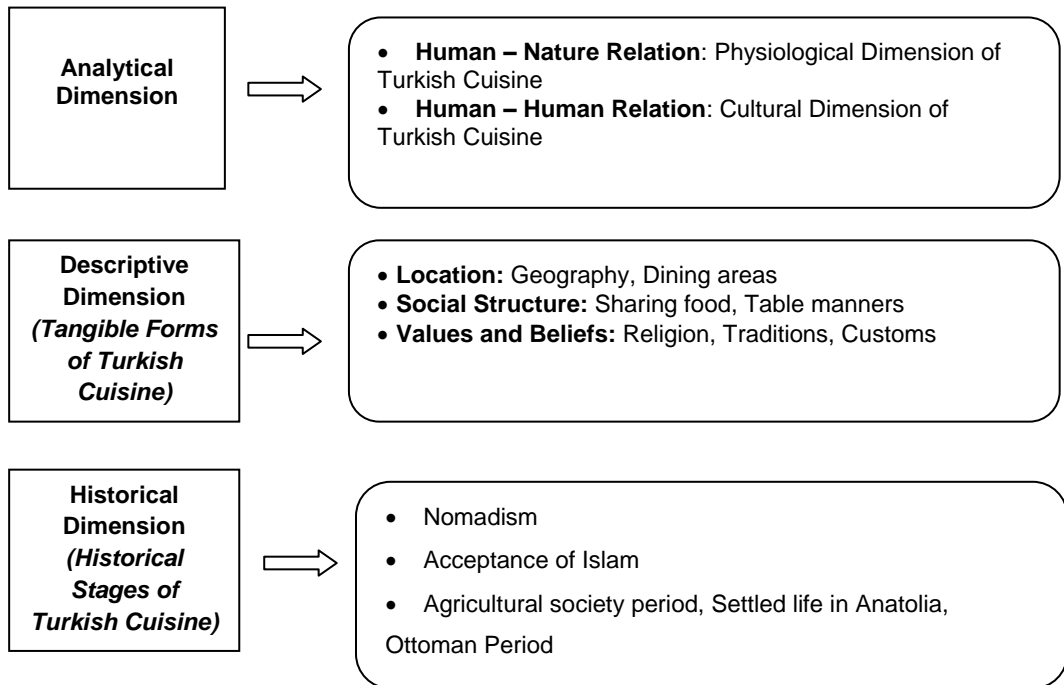 Analytical
Dimension
• Human – Nature Relation: Physiological Dimension of
Turkish Cuisine
• Human – Human Relation: Cultural Dimension of
Turkish Cuisine
Descriptive
Dimension
(Tangible Forms
of Turkish
Cuisine)
• Location: Geography, Dining areas
• Social Structure: Sharing food, Table manners
• Values and Beliefs: Religion, Traditions, Customs
Historical
Dimension
(Historical
Stages of
Turkish Cuisine)
• Nomadism
• Acceptance of Islam
• Agricultural society period, Settled life in Anatolia,
Ottoman Period